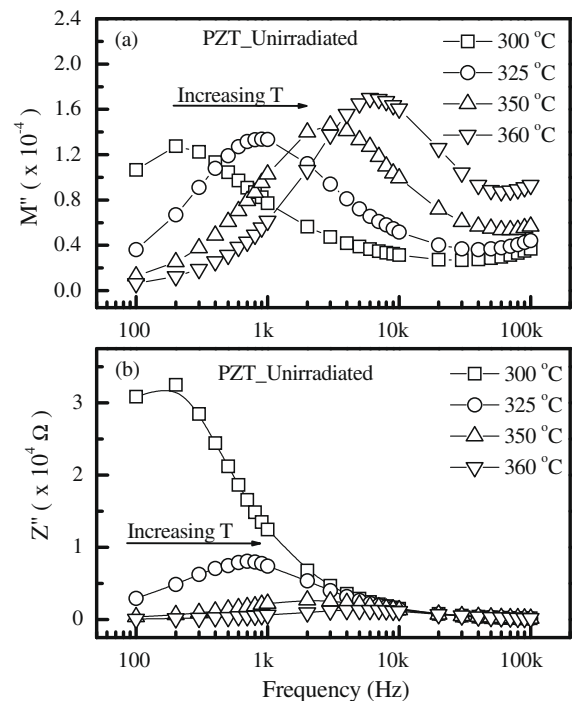 (a)
PZT_Unirradiated
300 °C
325 °C
350 °C
360 °C
Increasing T
M" ( x 10⁻⁴)
2.4
2.0
1.6
1.2
0.8
0.4
0.0
100 1k 10k 100k
(b)
PZT_Unirradiated
300 °C
325 °C
350 °C
360 °C
Increasing T
Z" ( x 10⁴ Ω)
3
2
1
0
100 1k 10k 100k
Frequency (Hz)